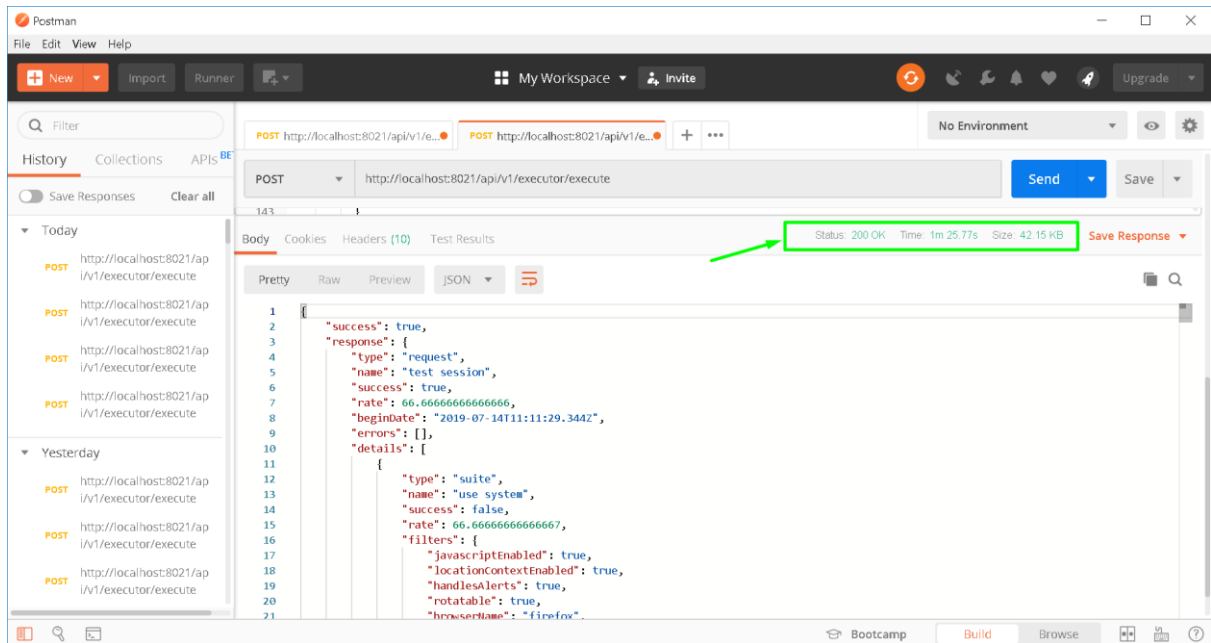 Postman
File Edit View Help
New Import Runner My Workspace Invite Upgrade
Filter
History Collections APIs BE
Save Responses Clear all
Today
POST http://localhost:8021/ap
i/v1/executor/execute
POST http://localhost:8021/ap
i/v1/executor/execute
POST http://localhost:8021/ap
i/v1/executor/execute
POST http://localhost:8021/ap
i/v1/executor/execute
Yesterday
POST http://localhost:8021/ap
i/v1/executor/execute
POST http://localhost:8021/ap
i/v1/executor/execute
POST http://localhost:8021/ap
i/v1/executor/execute
POST http://localhost:8021/api/v1/e... POST http://localhost:8021/api/v1/e... + ••• No Environment
POST http://localhost:8021/api/v1/executor/execute Send Save
143 }
Body Cookies Headers (10) Test Results Status: 200 OK Time: 1m 25.77s Size: 42.15 KB Save Response
Pretty Raw Preview JSON
1 {
2 "success": true,
3 "response": {
4 "type": "request",
5 "name": "test session",
6 "success": true,
7 "rate": 66.66666666666666,
8 "beginDate": "2019-07-14T11:11:29.344Z",
9 "errors": [],
10 "details": [
11 {
12 "type": "suite",
13 "name": "use system",
14 "success": false,
15 "rate": 66.66666666666667,
16 "filters": {
17 "javascriptEnabled": true,
18 "locationContextEnabled": true,
19 "handlesAlerts": true,
20 "rotatable": true,
21 "browserName": "firefox",
Bootcamp Build Browse